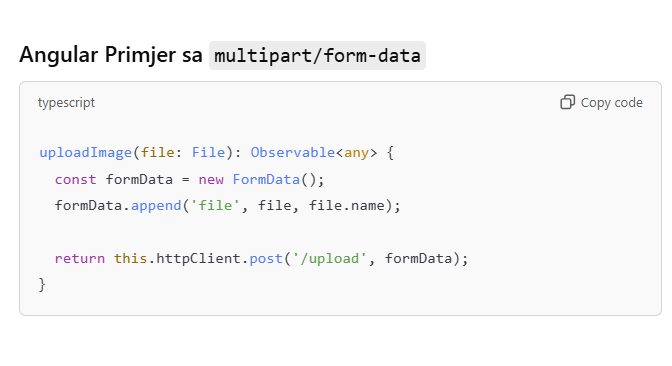 Angular Primjer sa multipart/form-data
typescript
Copy code
uploadImage(file: File): Observable<any> {
  const formData = new FormData();
  formData.append('file', file, file.name);

  return this.httpClient.post('/upload', formData);
}